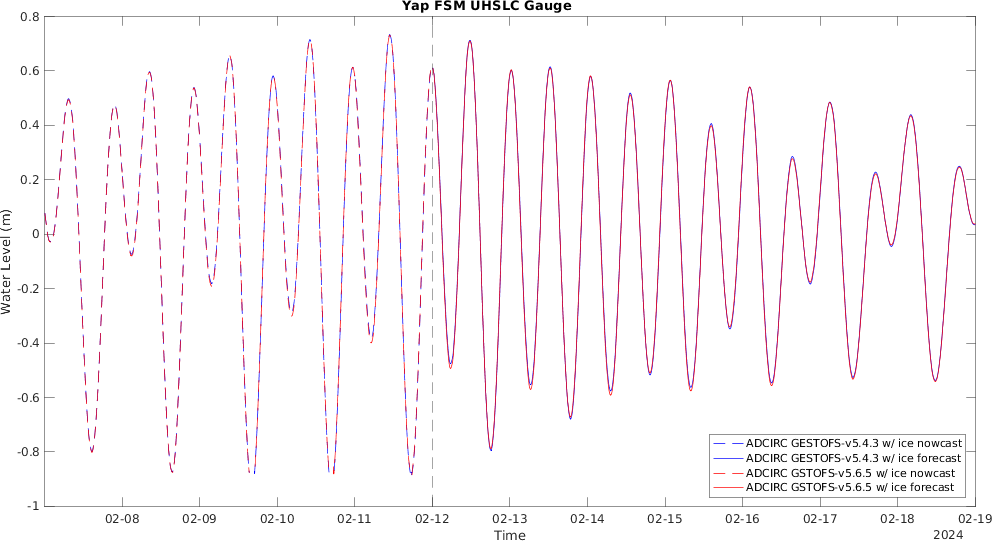 Yap FSM UHSLC Gauge
0.8
0.6
0.4
0.2
0
-0.2
-0.4
-0.6
-0.8
-1
Water Level (m)
ADCIRC GESTOFS-v5.4.3 w/ ice nowcast
ADCIRC GESTOFS-v5.4.3 w/ ice forecast
ADCIRC GSTOFS-v5.6.5 w/ ice nowcast
ADCIRC GSTOFS-v5.6.5 w/ ice forecast
02-08 02-09 02-10 02-11 02-12 02-13 02-14 02-15 02-16 02-17 02-18 02-19
Time
2024